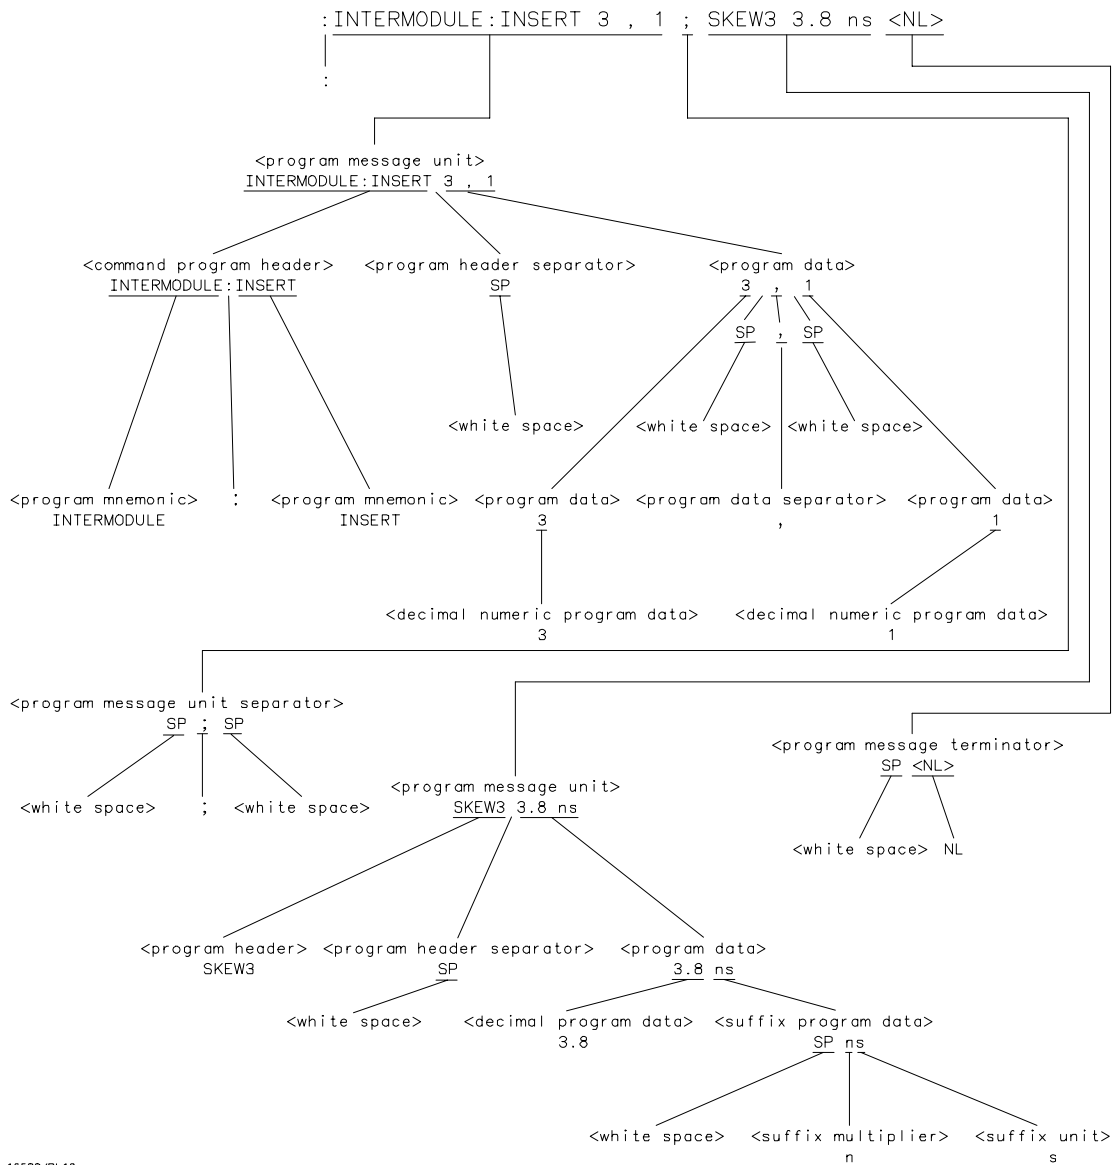 :INTERMODULE:INSERT 3 , 1 ; SKEW3 3.8 ns <NL>
:
<program message unit>
INTERMODULE:INSERT 3 , 1
<command program header> <program header separator> <program data>
INTERMODULE:INSERT SP 3 , 1
SP , SP
<white space> <white space> <white space>
<program mnemonic> : <program mnemonic> <program data> <program data separator> <program data>
INTERMODULE INSERT 3 , 1
<decimal numeric program data> <decimal numeric program data>
3 1
<program message unit separator>
SP ; SP
<program message terminator>
SP <NL>
<program message unit>
SKEW3 3.8 ns
<white space> ; <white space>
<white space> NL
<program header> <program header separator> <program data>
SKEW3 SP 3.8 ns
<white space> <decimal program data> <suffix program data>
3.8 SP ns
<white space> <suffix multiplier> <suffix unit>
n s